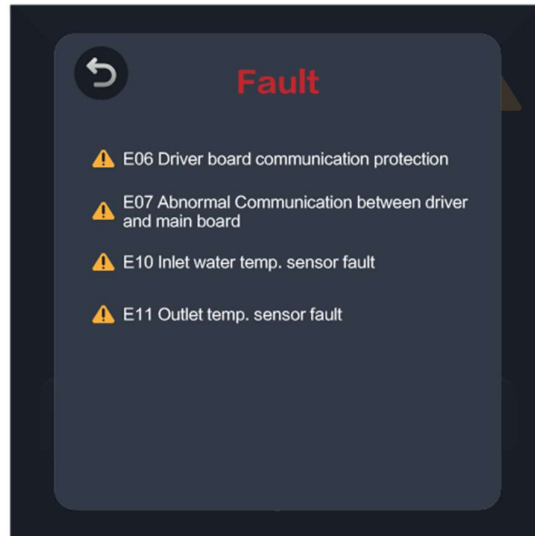 Fault
E06 Driver board communication protection
E07 Abnormal Communication between driver
and main board
E10 Inlet water temp. sensor fault
E11 Outlet temp. sensor fault